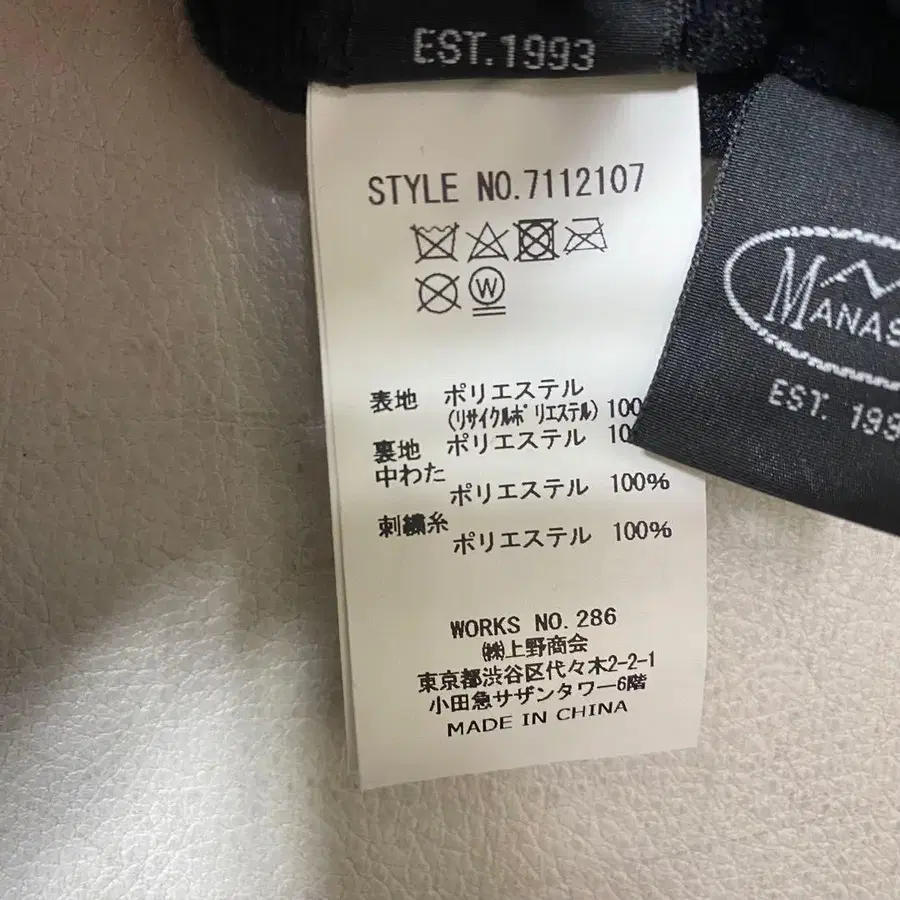 EST.1993
STYLE NO.7112107
W
表地 ポリエステル
(リサイクルポリエステル) 100
裏地 ポリエステル
中わた
ポリエステル 100%
刺繍糸
ポリエステル 100%
WORKS NO.286
㈱上野商会
東京都渋谷区代々木2-2-1
小田急サザンタワー6階
MADE IN CHINA
MANAS
EST. 199